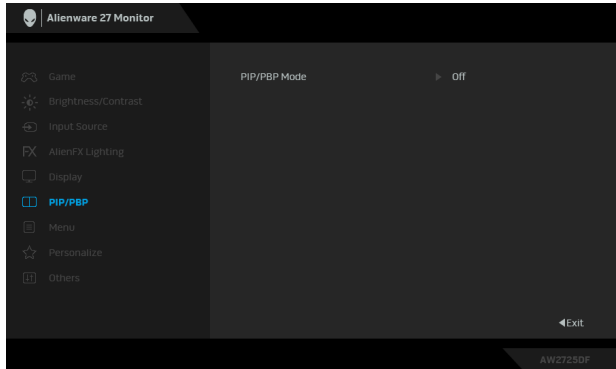 Alienware 27 Monitor
Game
PIP/PBP Mode Off
Brightness/Contrast
Input Source
FX AlienFX Lighting
Display
PIP/PBP
Menu
Personalize
Others
Exit
AW2725DF